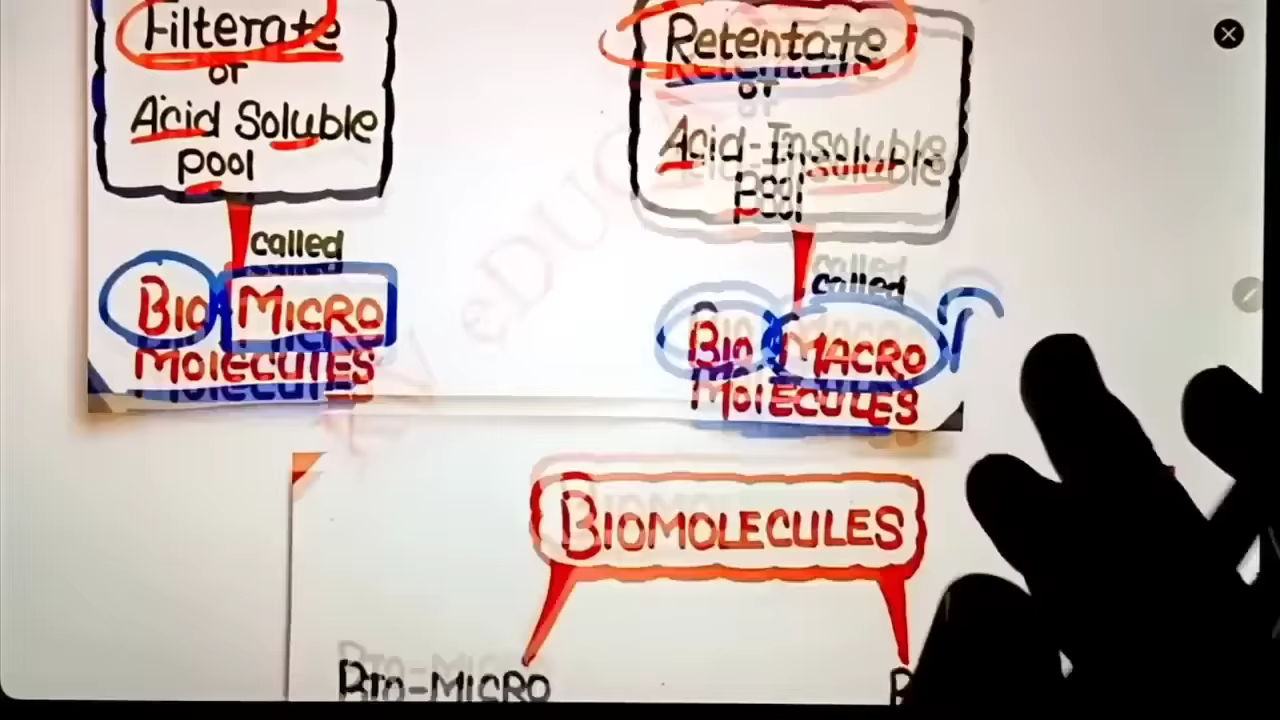 Filterate
or
Acid Soluble
Pool
called
Bio MICRO
MOLECULES
Retentate
or
Acid-Insoluble
Pool
called
Bio MACRO
MOLECULES
BIOMOLECULES
BIO-MICRO